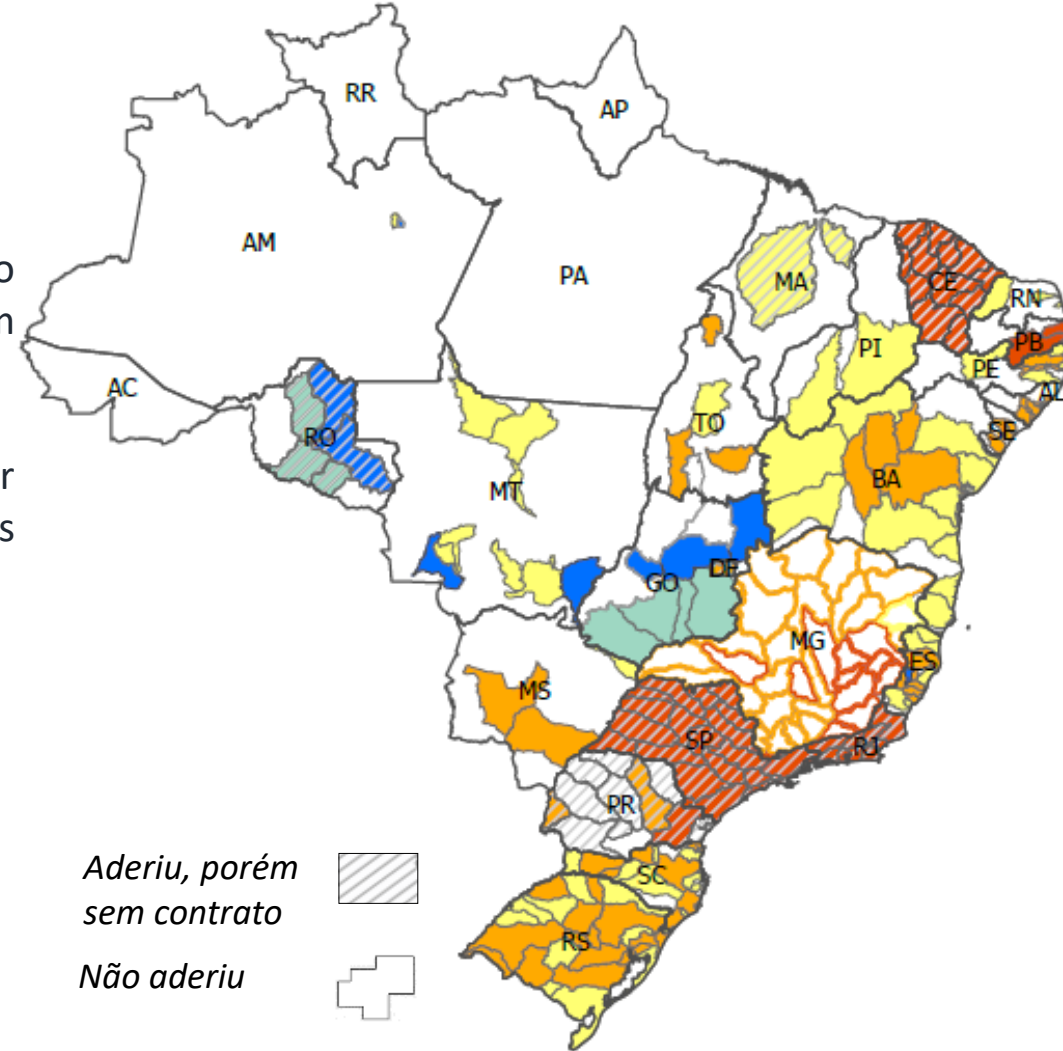 RR
AP
AM
o
PA
m
MA
CE
RN
PI
PB
PE
AC
AL
TO
SE
RO
r
BA
MT
s
DF
GO
MG
ES
MS
SP
RJ
PR
Aderiu, porém
sem contrato
SC
RS
Não aderiu